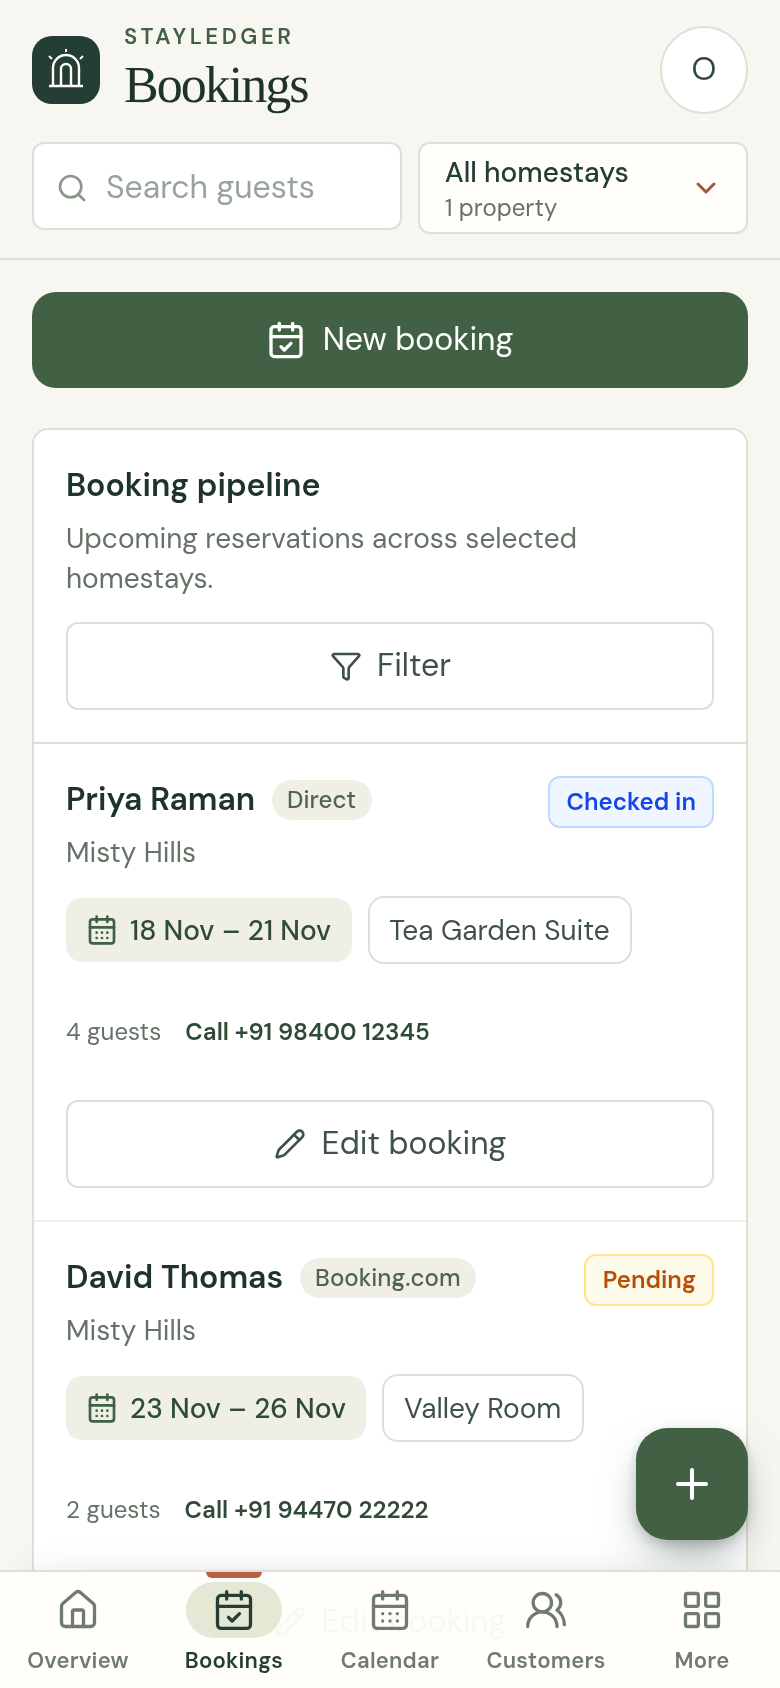 STAYLEDGER
Bookings
O
Search guests
All homestays
1 property
New booking
Booking pipeline
Upcoming reservations across selected
homestays.
Filter
Priya Raman
Direct
Checked in
Misty Hills
18 Nov – 21 Nov
Tea Garden Suite
4 guests
Call +91 98400 12345
Edit booking
David Thomas
Booking.com
Pending
Misty Hills
23 Nov – 26 Nov
Valley Room
2 guests
Call +91 94470 22222
Edit booking
Overview
Bookings
Calendar
Customers
More